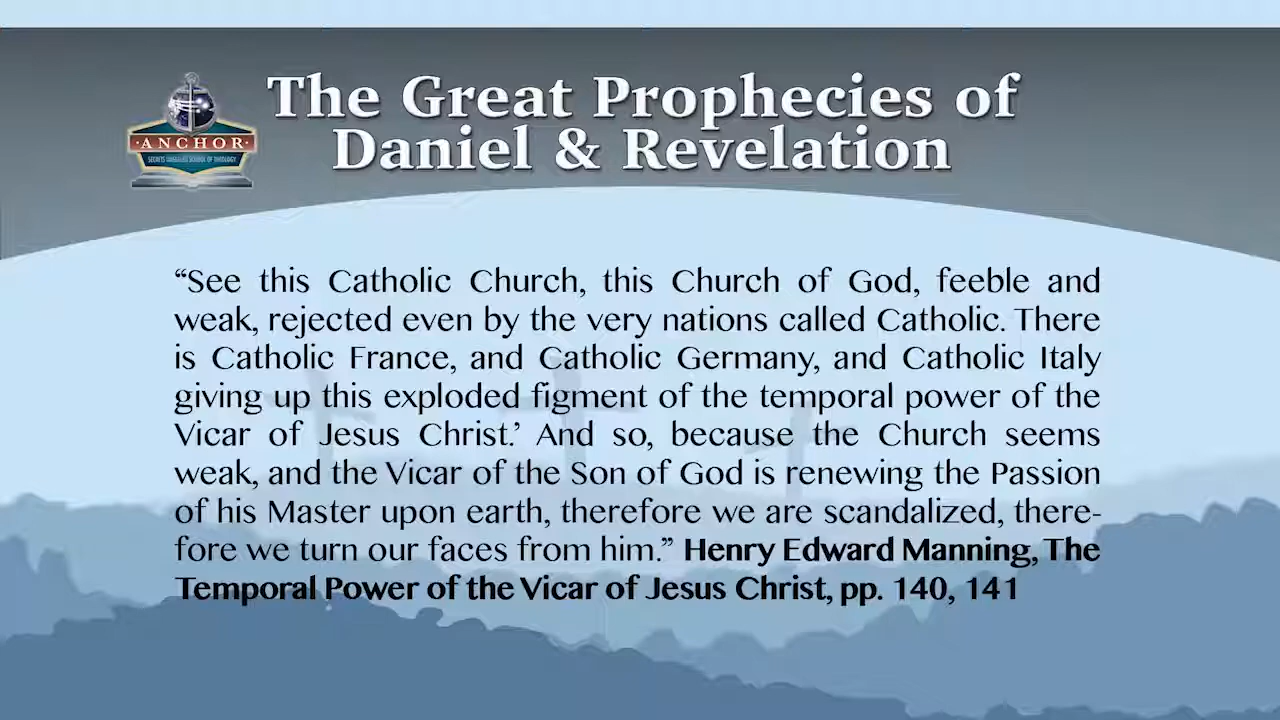 The Great Prophecies of
Daniel & Revelation
·ANCHOR·
SECRETS UNSEALED SCHOOL OF THEOLOGY
“See this Catholic Church, this Church of God, feeble and
weak, rejected even by the very nations called Catholic. There
is Catholic France, and Catholic Germany, and Catholic Italy
giving up this exploded figment of the temporal power of the
Vicar of Jesus Christ.’ And so, because the Church seems
weak, and the Vicar of the Son of God is renewing the Passion
of his Master upon earth, therefore we are scandalized, there-
fore we turn our faces from him.” Henry Edward Manning, The
Temporal Power of the Vicar of Jesus Christ, pp. 140, 141